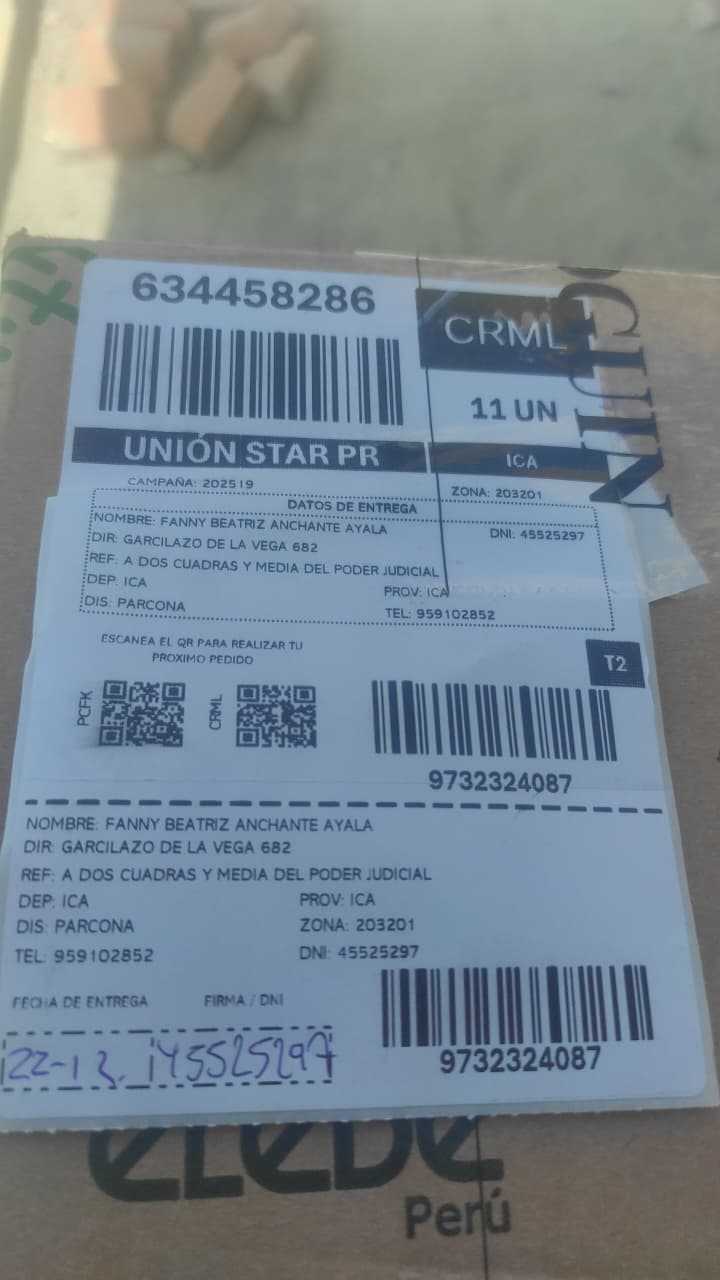 634458286
CRML
11 UN
UNIÓN STAR PR
ICA
CAMPAÑA: 202519
ZONA: 203201
DATOS DE ENTREGA
NOMBRE: FANNY BEATRIZ ANCHANTE AYALA
DNI: 45525297
DIR: GARCILAZO DE LA VEGA 682
REF: A DOS CUADRAS Y MEDIA DEL PODER JUDICIAL
DEP: ICA
PROV: ICA
DIS: PARCONA
TEL: 959102852
ESCANEA EL QR PARA REALIZAR TU
PROXIMO PEDIDO
T2
PCFK
CRML
9732324087
NOMBRE: FANNY BEATRIZ ANCHANTE AYALA
DIR: GARCILAZO DE LA VEGA 682
REF: A DOS CUADRAS Y MEDIA DEL PODER JUDICIAL
DEP: ICA
PROV: ICA
DIS: PARCONA
ZONA: 203201
TEL: 959102852
DNI: 45525297
FECHA DE ENTREGA
FIRMA / DNI
22-12. 45525297
9732324087
Perú